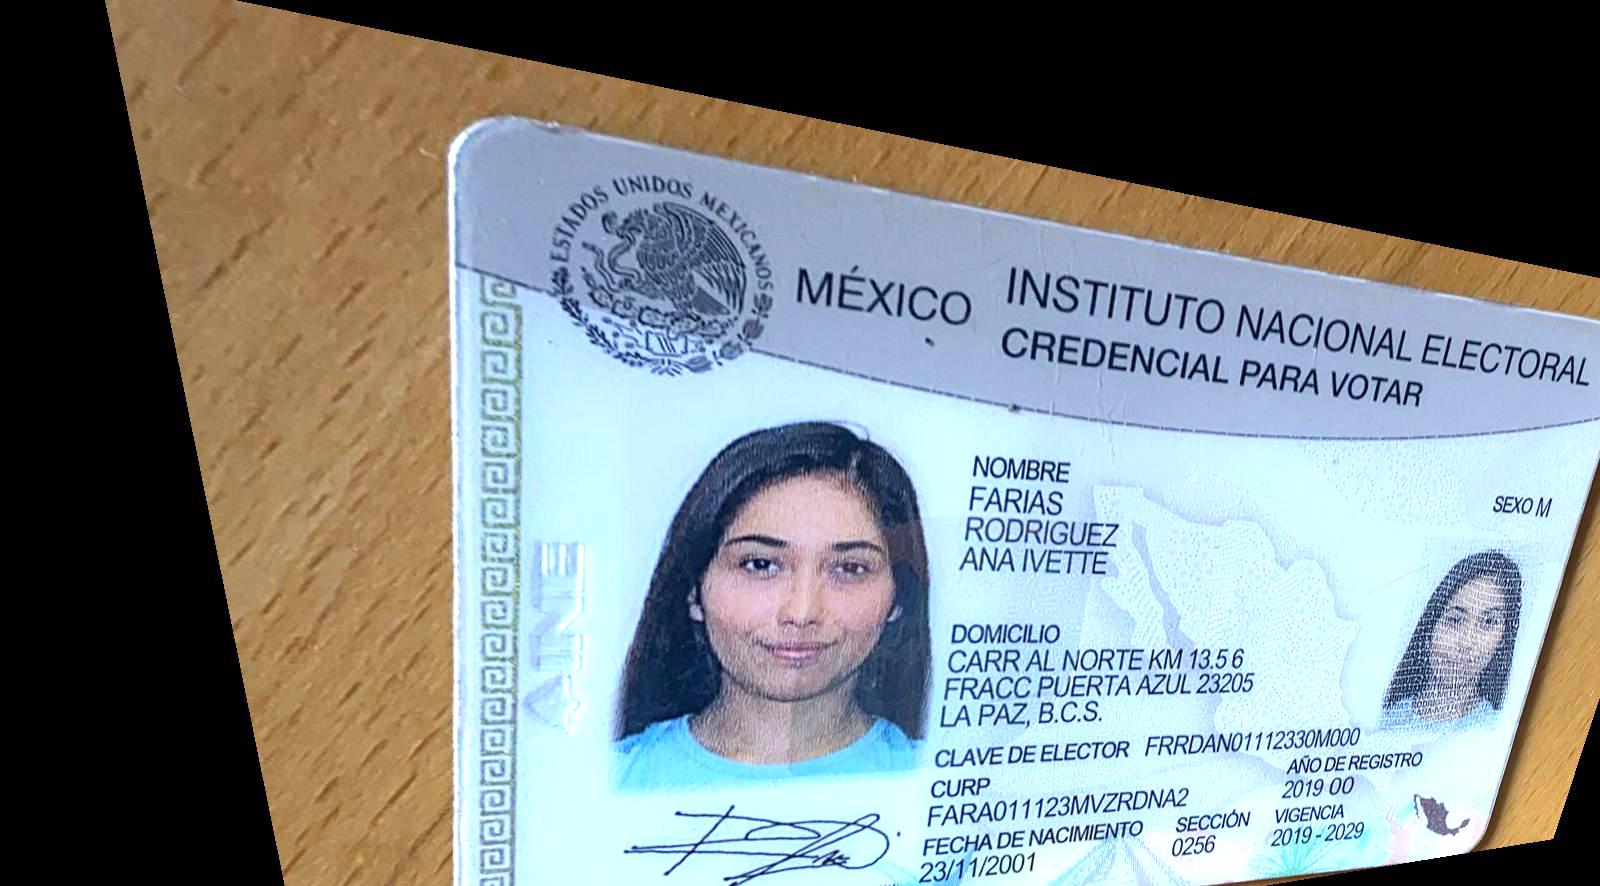 ESTADOS UNIDOS MEXICANOS
MÉXICO
INSTITUTO NACIONAL ELECTORAL
CREDENCIAL PARA VOTAR
NOMBRE
FARIAS
RODRIGUEZ
ANA IVETTE
SEXO M
DOMICILIO
CARR AL NORTE KM 13.5 6
FRACC PUERTA AZUL 23205
LA PAZ, B.C.S.
CLAVE DE ELECTOR FRRDAN01112330M000
CURP
FARA011123MVZRDNA2
AÑO DE REGISTRO
2019 00
FECHA DE NACIMIENTO
23/11/2001
SECCIÓN
0256
VIGENCIA
2019 - 2029
INE